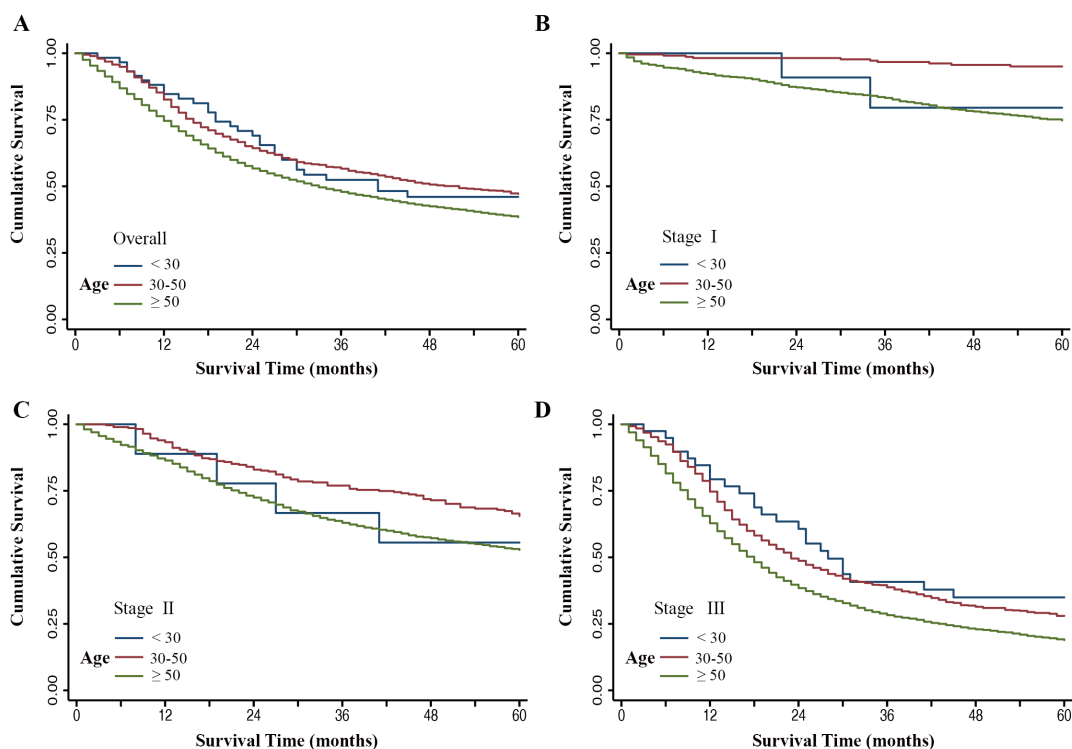 A
Cumulative Survival
1.00
0.75
0.50
0.25
0.00
Overall
Age
< 30
30-50
≥ 50
0 12 24 36 48 60
Survival Time (months)
B
Cumulative Survival
1.00
0.75
0.50
0.25
0.00
Stage I
Age
< 30
30-50
≥ 50
0 12 24 36 48 60
Survival Time (months)
C
Cumulative Survival
1.00
0.75
0.50
0.25
0.00
Stage II
Age
< 30
30-50
≥ 50
0 12 24 36 48 60
Survival Time (months)
D
Cumulative Survival
1.00
0.75
0.50
0.25
0.00
Stage III
Age
< 30
30-50
≥ 50
0 12 24 36 48 60
Survival Time (months)